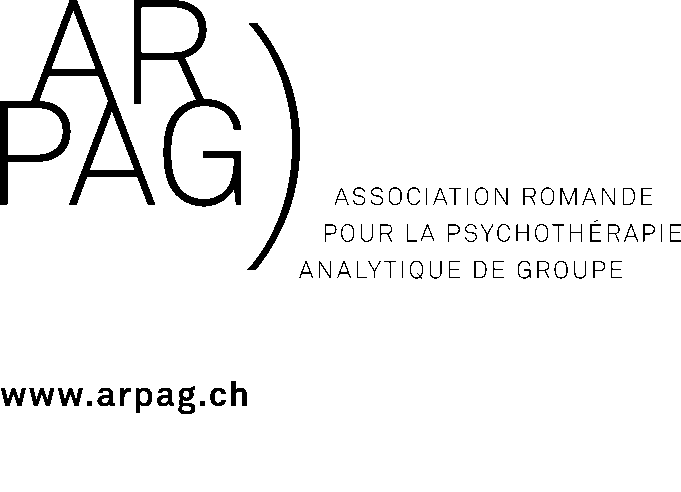 AR
PAG)
ASSOCIATION ROMANDE
POUR LA PSYCHOTHÉRAPIE
ANALYTIQUE DE GROUPE
www.arpag.ch